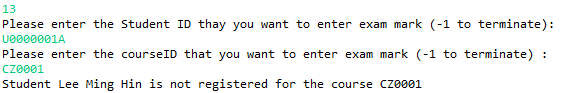 13
Please enter the Student ID thay you want to enter exam mark (-1 to terminate):
U0000001A
Please enter the courseID that you want to enter exam mark (-1 to terminate) :
CZ0001
Student Lee Ming Hin is not registered for the course CZ0001